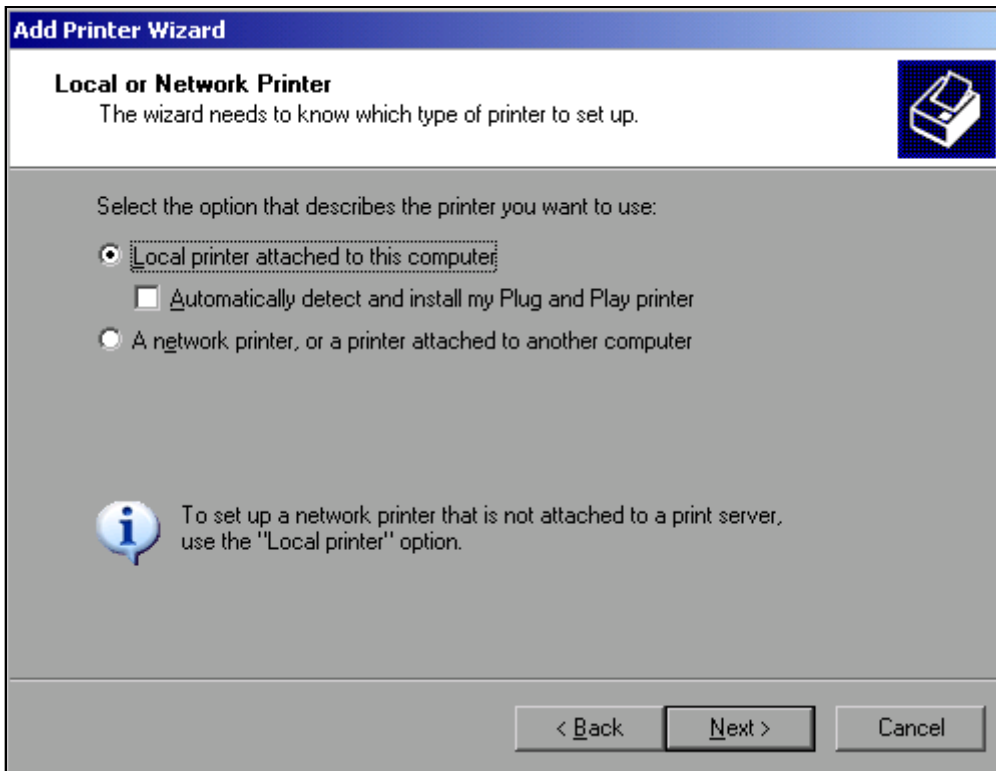 Add Printer Wizard
Local or Network Printer
The wizard needs to know which type of printer to set up.
Select the option that describes the printer you want to use:
Local printer attached to this computer
Automatically detect and install my Plug and Play printer
A network printer, or a printer attached to another computer
To set up a network printer that is not attached to a print server,
use the "Local printer" option.
< Back
Next >
Cancel